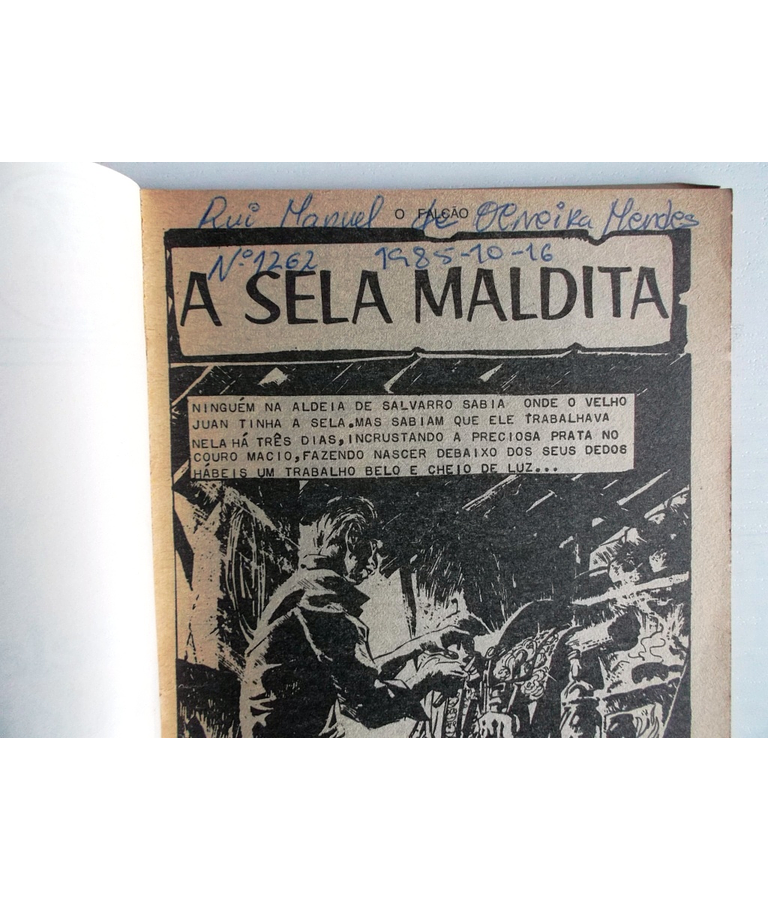 Rui Manuel de Oliveira Mendes
O FALCÃO
Nº 1262 1985-10-16
A SELA MALDITA
NINGUÉM NA ALDEIA DE SALVARRO SABIA ONDE O VELHO
JUAN TINHA A SELA.MAS SABIAM QUE ELE TRABALHAVA
NELA HÁ TRÊS DIAS,INCRUSTANDO A PRECIOSA PRATA NO
COURO MACIO,FAZENDO NASCER DEBAIXO DOS SEUS DEDOS
HÁBEIS UM TRABALHO BELO E CHEIO DE LUZ...